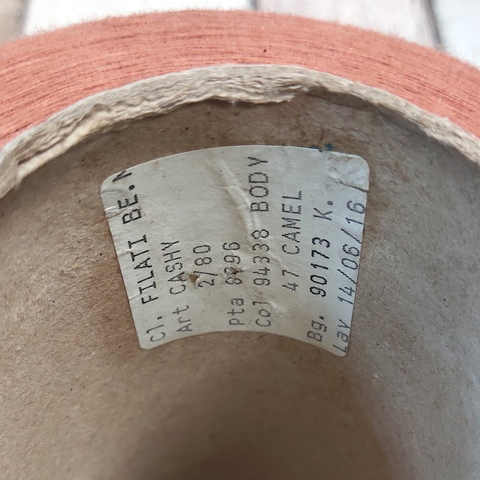 Cl. FILATI BE.
Art CASHY
2/80
Pta 8796
Col 94338 BODY
47 CAMEL
Bg. 90173 K.
Lav 14/06/16